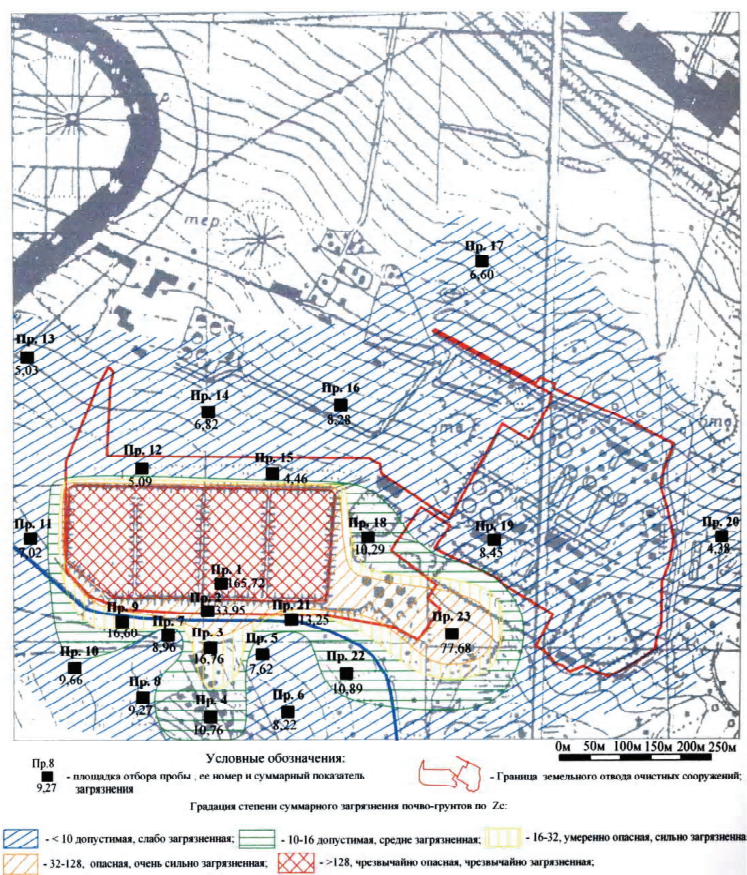 р
тер.
Пр. 17
6,60
Пр. 13
5,03
Пр. 14
6,82
Пр. 16
8,28
Пр. 12
5,09
Пр. 15
4,46
Пр. 11
7,02
Пр. 18
10,29
Пр. 19
8,45
Пр. 20
4,38
Пр. 1
165,72
Пр. 2
33,95
Пр. 21
13,25
Пр. 9
16,60
Пр. 7
8,96
Пр. 3
16,76
Пр. 5
7,62
Пр. 23
77,68
Пр. 10
9,66
Пр. 22
10,89
Пр. 8
9,27
Пр. 4
10,76
Пр. 6
8,22
0м 50м 100м 150м 200м 250м
Условные обозначения:
Пр.8
9,27
- площадка отбора пробы , ее номер и суммарный показатель
загрязнения
- Граница земельного отвода очистных сооружений;
Градация степени суммарного загрязнения почво-грунтов по Zc:
- < 10 допустимая, слабо загрязненная; - 10-16 допустимая, средне загрязненная; - 16-32, умеренно опасная, сильно загрязненна
- 32-128, опасная, очень сильно загрязненная; - >128, чрезвычайно опасная, чрезвычайно загрязненная;